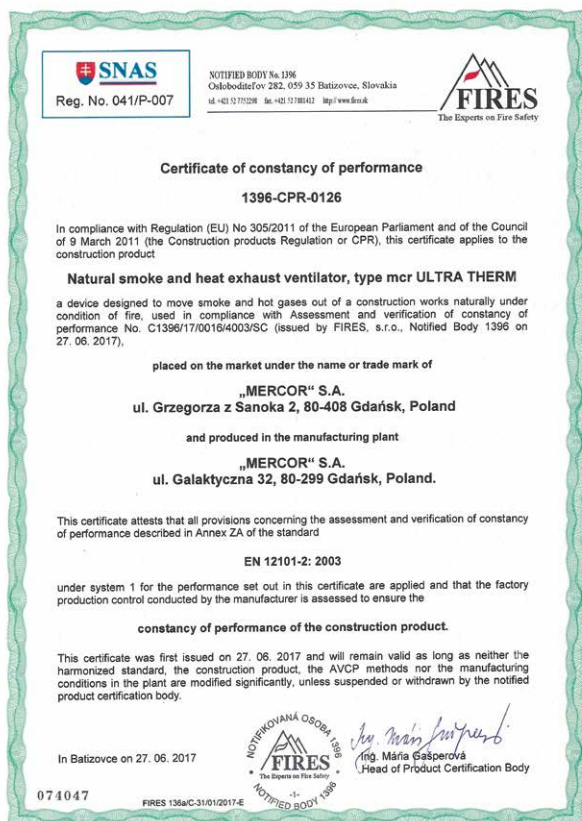 SNAS
Reg. No. 041/P-007
NOTIFIED BODY No. 1396
Osloboditeľov 282, 059 35 Batizovce, Slovakia
tel. +421 52 7752298 fax. +421 52 7881412 http:// www.fires.sk
FIRES
The Experts on Fire Safety
Certificate of constancy of performance
1396-CPR-0126
In compliance with Regulation (EU) No 305/2011 of the European Parliament and of the Council
of 9 March 2011 (the Construction products Regulation or CPR), this certificate applies to the
construction product
Natural smoke and heat exhaust ventilator, type mcr ULTRA THERM
a device designed to move smoke and hot gases out of a construction works naturally under
condition of fire, used in compliance with Assessment and verification of constancy of
performance No. C1396/17/0016/4003/SC (issued by FIRES, s.r.o., Notified Body 1396 on
27. 06. 2017),
placed on the market under the name or trade mark of
„MERCOR“ S.A.
ul. Grzegorza z Sanoka 2, 80-408 Gdańsk, Poland
and produced in the manufacturing plant
„MERCOR“ S.A.
ul. Galaktyczna 32, 80-299 Gdańsk, Poland.
This certificate attests that all provisions concerning the assessment and verification of constancy
of performance described in Annex ZA of the standard
EN 12101-2: 2003
under system 1 for the performance set out in this certificate are applied and that the factory
production control conducted by the manufacturer is assessed to ensure the
constancy of performance of the construction product.
This certificate was first issued on 27. 06. 2017 and will remain valid as long as neither the
harmonized standard, the construction product, the AVCP methods nor the manufacturing
conditions in the plant are modified significantly, unless suspended or withdrawn by the notified
product certification body.
In Batizovce on 27. 06. 2017
NOTIFIKOVANÁ OSOBA 1396
FIRES
The Experts on Fire Safety
-1-
NOTIFIED BODY 1396
Ing. Mária Gašperová
Ing. Mária Gašperová
Head of Product Certification Body
074047
FIRES 136a/C-31/01/2017-E